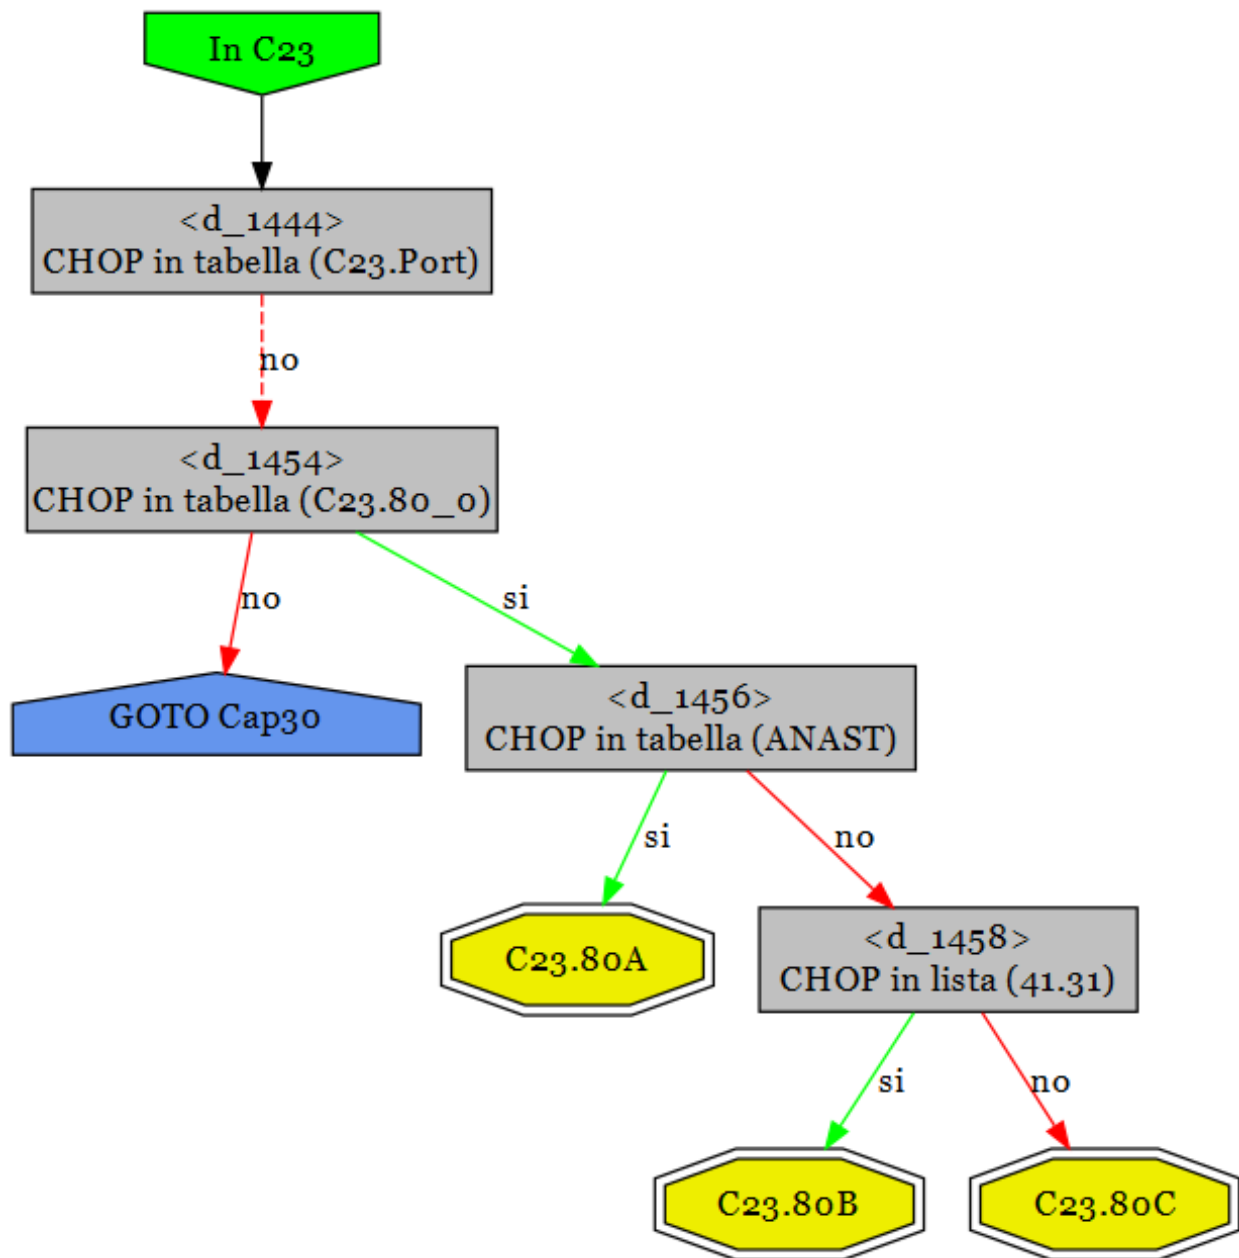 In C23
<d_1444>
CHOP in tabella (C23.Port)
no
<d_1454>
CHOP in tabella (C23.80_0)
no
si
GOTO Cap30
<d_1456>
CHOP in tabella (ANAST)
si
no
C23.80A
<d_1458>
CHOP in lista (41.31)
si
no
C23.80B
C23.80C